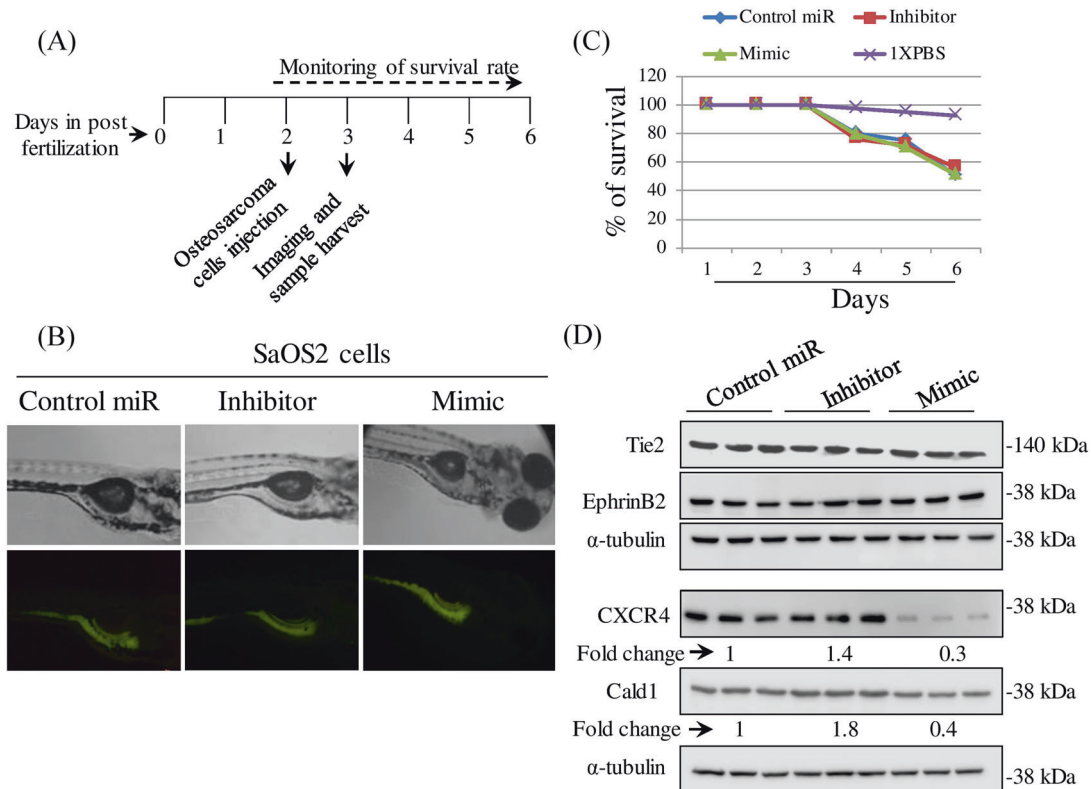 (A)
Monitoring of survival rate
Days in post
fertilization
0 1 2 3 4 5 6
Osteosarcoma
cells injection
Imaging and
sample harvest
(B)
SaOS2 cells
Control miR Inhibitor Mimic
(C)
Control miR Inhibitor
Mimic 1XPBS
% of survival
120
100
80
60
40
20
0
1 2 3 4 5 6
Days
(D)
Control miR Inhibitor Mimic
Tie2 -140 kDa
EphrinB2 -38 kDa
α-tubulin -38 kDa
CXCR4 -38 kDa
Fold change 1 1.4 0.3
Cald1 -38 kDa
Fold change 1 1.8 0.4
α-tubulin -38 kDa